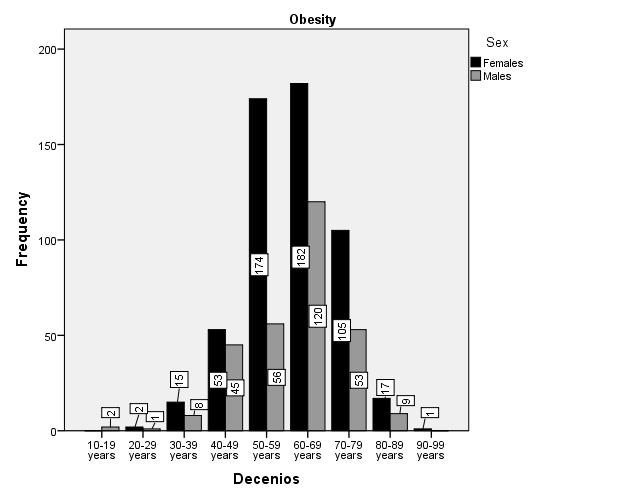 Obesity
Sex
Females
Males
Frequency
200
150
100
50
0
2
2
1
15
8
53
45
174
56
182
120
105
53
17
9
1
10-19 years
20-29 years
30-39 years
40-49 years
50-59 years
60-69 years
70-79 years
80-89 years
90-99 years
Decenios